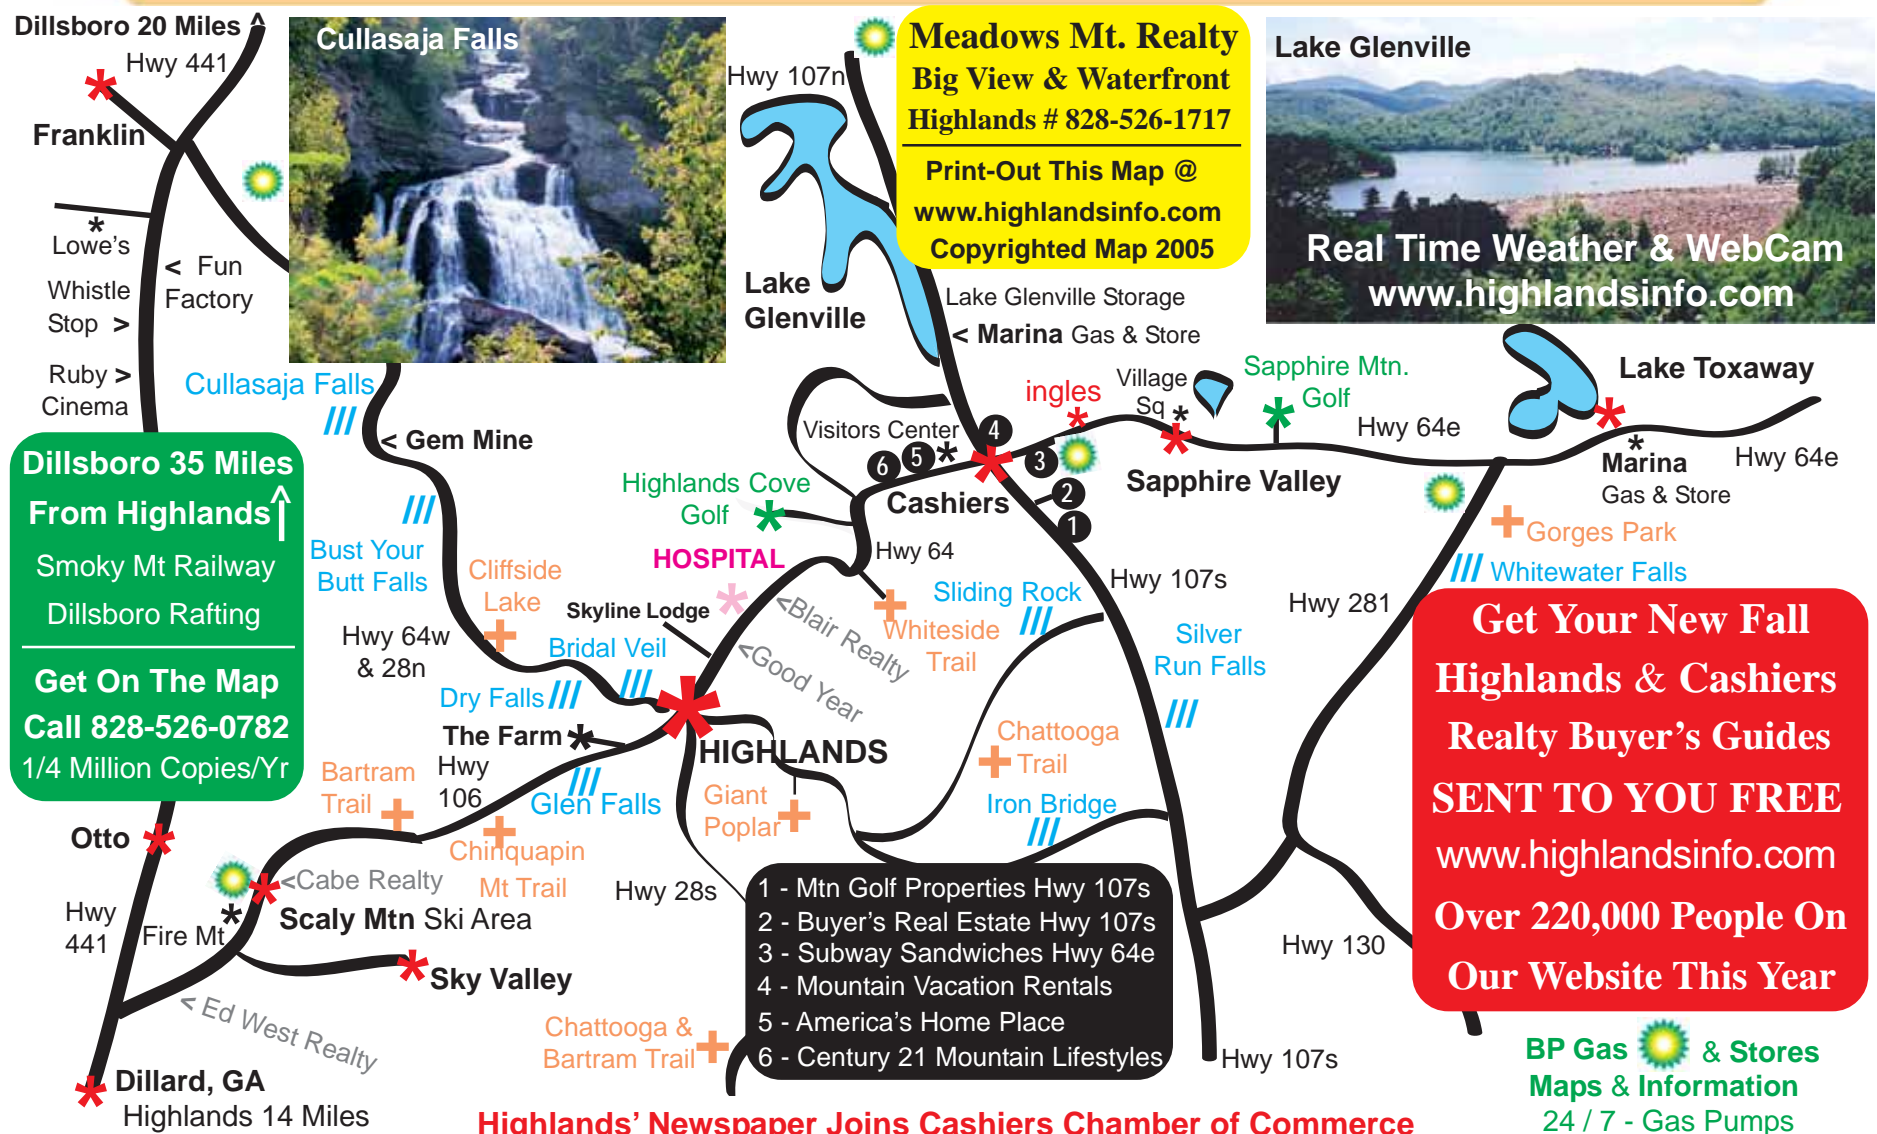 Dillsboro 20 Miles ^
Hwy 441
Franklin
*
Lowe's
< Fun
Factory
Whistle
Stop >
Ruby >
Cinema
Cullasaja Falls
Cullasaja Falls
< Gem Mine
Dillsboro 35 Miles
From Highlands
Smoky Mt Railway
Dillsboro Rafting
Get On The Map
Call 828-526-0782
1/4 Million Copies/Yr
Bust Your
Butt Falls
Cliffside
Lake
Hwy 64w
& 28n
Bridal Veil
Dry Falls
The Farm *
Hwy
106
Bartram
Trail
Glen Falls
Chinquapin
Mt Trail
Otto
<Cabe Realty
Scaly Mtn Ski Area
Hwy
441
Fire Mt
Sky Valley
< Ed West Realty
Dillard, GA
Highlands 14 Miles
Hwy 107n
Meadows Mt. Realty
Big View & Waterfront
Highlands # 828-526-1717
Print-Out This Map @
www.highlandsinfo.com
Copyrighted Map 2005
Lake
Glenville
Lake Glenville Storage
< Marina Gas & Store
Lake Glenville
Real Time Weather & WebCam
www.highlandsinfo.com
ingles
Village
Sq *
Sapphire Mtn.
Golf
Lake Toxaway
Visitors Center
6 5 * 4 3
2
1
Cashiers
Sapphire Valley
Hwy 64e
Marina
Gas & Store
Hwy 64e
Highlands Cove
Golf
HOSPITAL
Hwy 64
Skyline Lodge
<Blair Realty
<Good Year
Whiteside
Trail
Sliding Rock
Hwy 107s
Silver
Run Falls
Hwy 281
Gorges Park
Whitewater Falls
HIGHLANDS
Giant
Poplar
Chattooga
Trail
Iron Bridge
Hwy 28s
1 - Mtn Golf Properties Hwy 107s
2 - Buyer's Real Estate Hwy 107s
3 - Subway Sandwiches Hwy 64e
4 - Mountain Vacation Rentals
5 - America's Home Place
6 - Century 21 Mountain Lifestyles
Chattooga &
Bartram Trail
Hwy 107s
Hwy 130
Get Your New Fall
Highlands & Cashiers
Realty Buyer's Guides
SENT TO YOU FREE
www.highlandsinfo.com
Over 220,000 People On
Our Website This Year
BP Gas & Stores
Maps & Information
24 / 7 - Gas Pumps
Highlands' Newspaper Joins Cashiers Chamber of Commerce